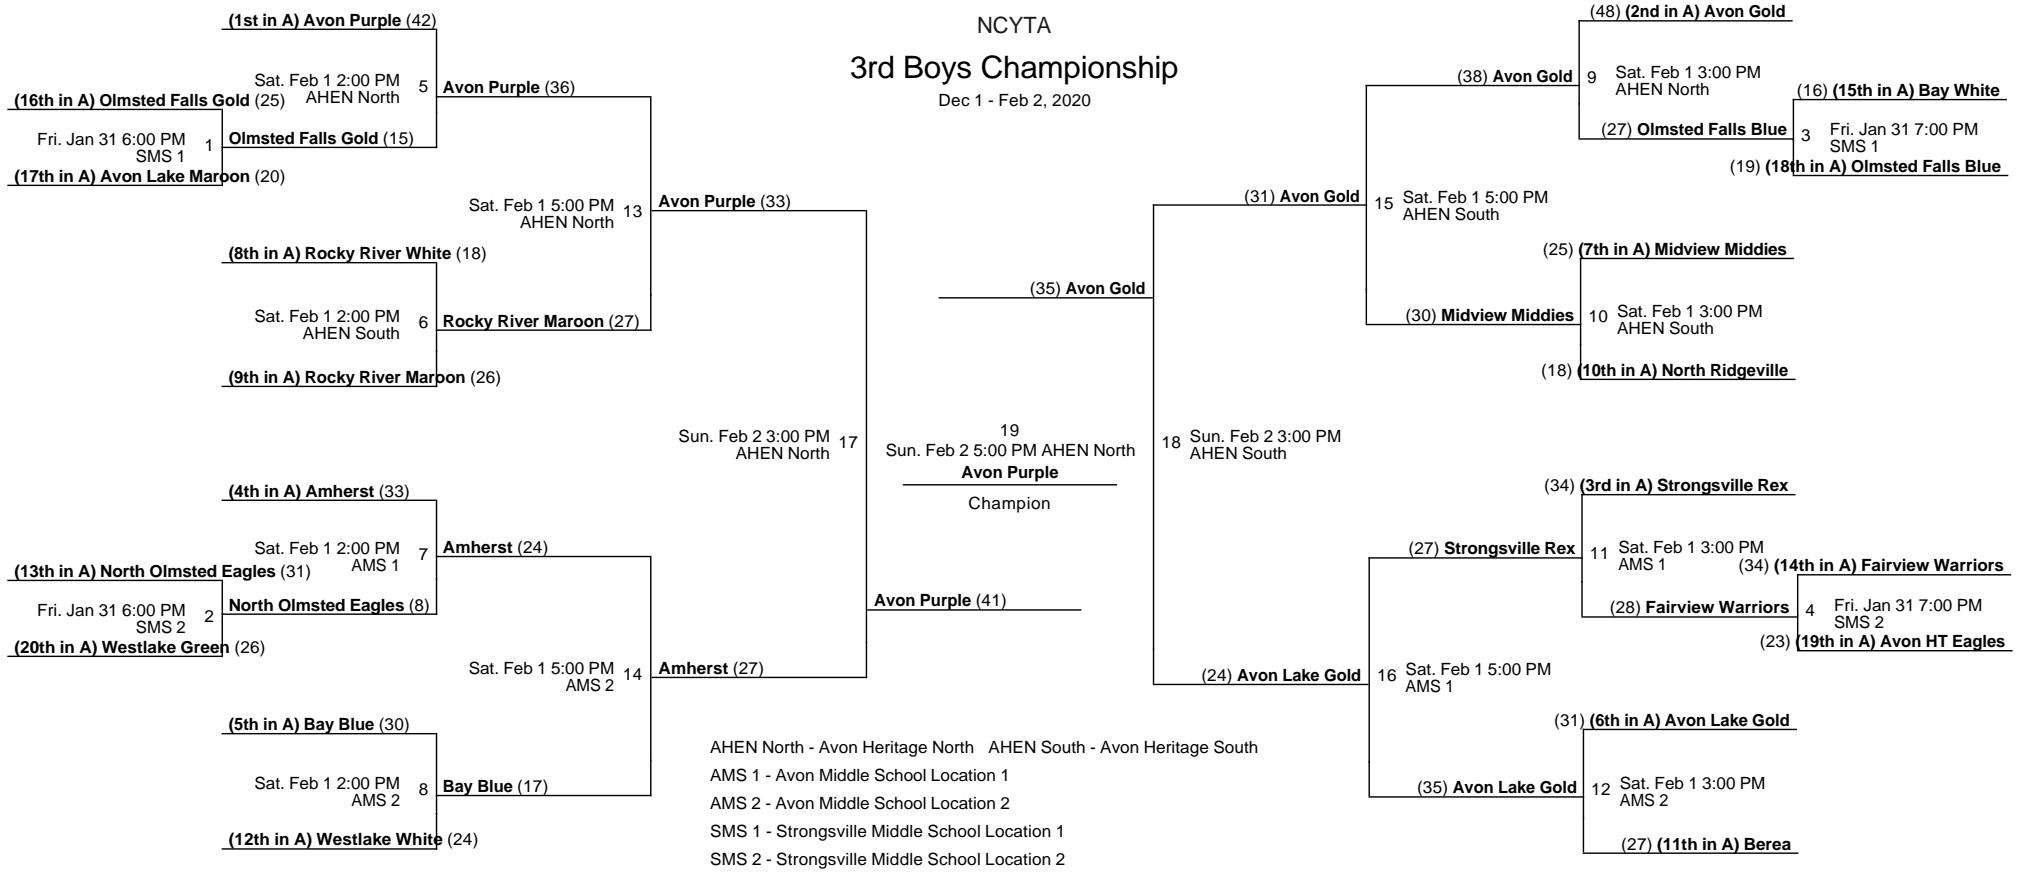 NCYTA
3rd Boys Championship
Dec 1 - Feb 2, 2020
(1st in A) Avon Purple (42)
Sat. Feb 1 2:00 PM
AHEN North
5
Avon Purple (36)
(16th in A) Olmsted Falls Gold (25)
Fri. Jan 31 6:00 PM
SMS 1
1
Olmsted Falls Gold (15)
(17th in A) Avon Lake Maroon (20)
Sat. Feb 1 5:00 PM
AHEN North
13
Avon Purple (33)
(8th in A) Rocky River White (18)
Sat. Feb 1 2:00 PM
AHEN South
6
Rocky River Maroon (27)
(9th in A) Rocky River Maroon (26)
Sun. Feb 2 3:00 PM
AHEN North
17
(4th in A) Amherst (33)
Sat. Feb 1 2:00 PM
AMS 1
7
Amherst (24)
(13th in A) North Olmsted Eagles (31)
Fri. Jan 31 6:00 PM
SMS 2
2
North Olmsted Eagles (8)
(20th in A) Westlake Green (26)
Sat. Feb 1 5:00 PM
AMS 2
14
Amherst (27)
(5th in A) Bay Blue (30)
Sat. Feb 1 2:00 PM
AMS 2
8
Bay Blue (17)
(12th in A) Westlake White (24)
Avon Purple (41)
19
Sun. Feb 2 5:00 PM AHEN North
Avon Purple
Champion
(35) Avon Gold
(48) (2nd in A) Avon Gold
(38) Avon Gold
9
Sat. Feb 1 3:00 PM
AHEN North
(16) (15th in A) Bay White
(27) Olmsted Falls Blue
3
Fri. Jan 31 7:00 PM
SMS 1
(19) (18th in A) Olmsted Falls Blue
(31) Avon Gold
15
Sat. Feb 1 5:00 PM
AHEN South
(25) (7th in A) Midview Middies
(30) Midview Middies
10
Sat. Feb 1 3:00 PM
AHEN South
(18) (10th in A) North Ridgeville
18
Sun. Feb 2 3:00 PM
AHEN South
(34) (3rd in A) Strongsville Rex
(27) Strongsville Rex
11
Sat. Feb 1 3:00 PM
AMS 1
(34) (14th in A) Fairview Warriors
(28) Fairview Warriors
4
Fri. Jan 31 7:00 PM
SMS 2
(23) (19th in A) Avon HT Eagles
(24) Avon Lake Gold
16
Sat. Feb 1 5:00 PM
AMS 1
(31) (6th in A) Avon Lake Gold
(35) Avon Lake Gold
12
Sat. Feb 1 3:00 PM
AMS 2
(27) (11th in A) Berea
AHEN North - Avon Heritage North AHEN South - Avon Heritage South
AMS 1 - Avon Middle School Location 1
AMS 2 - Avon Middle School Location 2
SMS 1 - Strongsville Middle School Location 1
SMS 2 - Strongsville Middle School Location 2